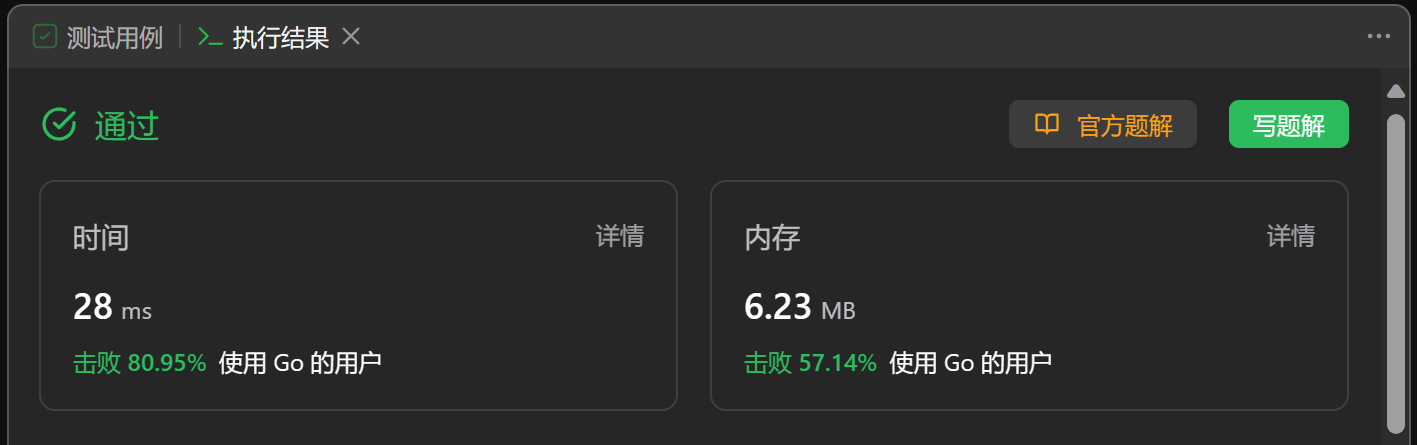 测试用例 执行结果
通过 官方题解 写题解
时间 详情
28 ms
击败 80.95% 使用 Go 的用户
内存 详情
6.23 MB
击败 57.14% 使用 Go 的用户